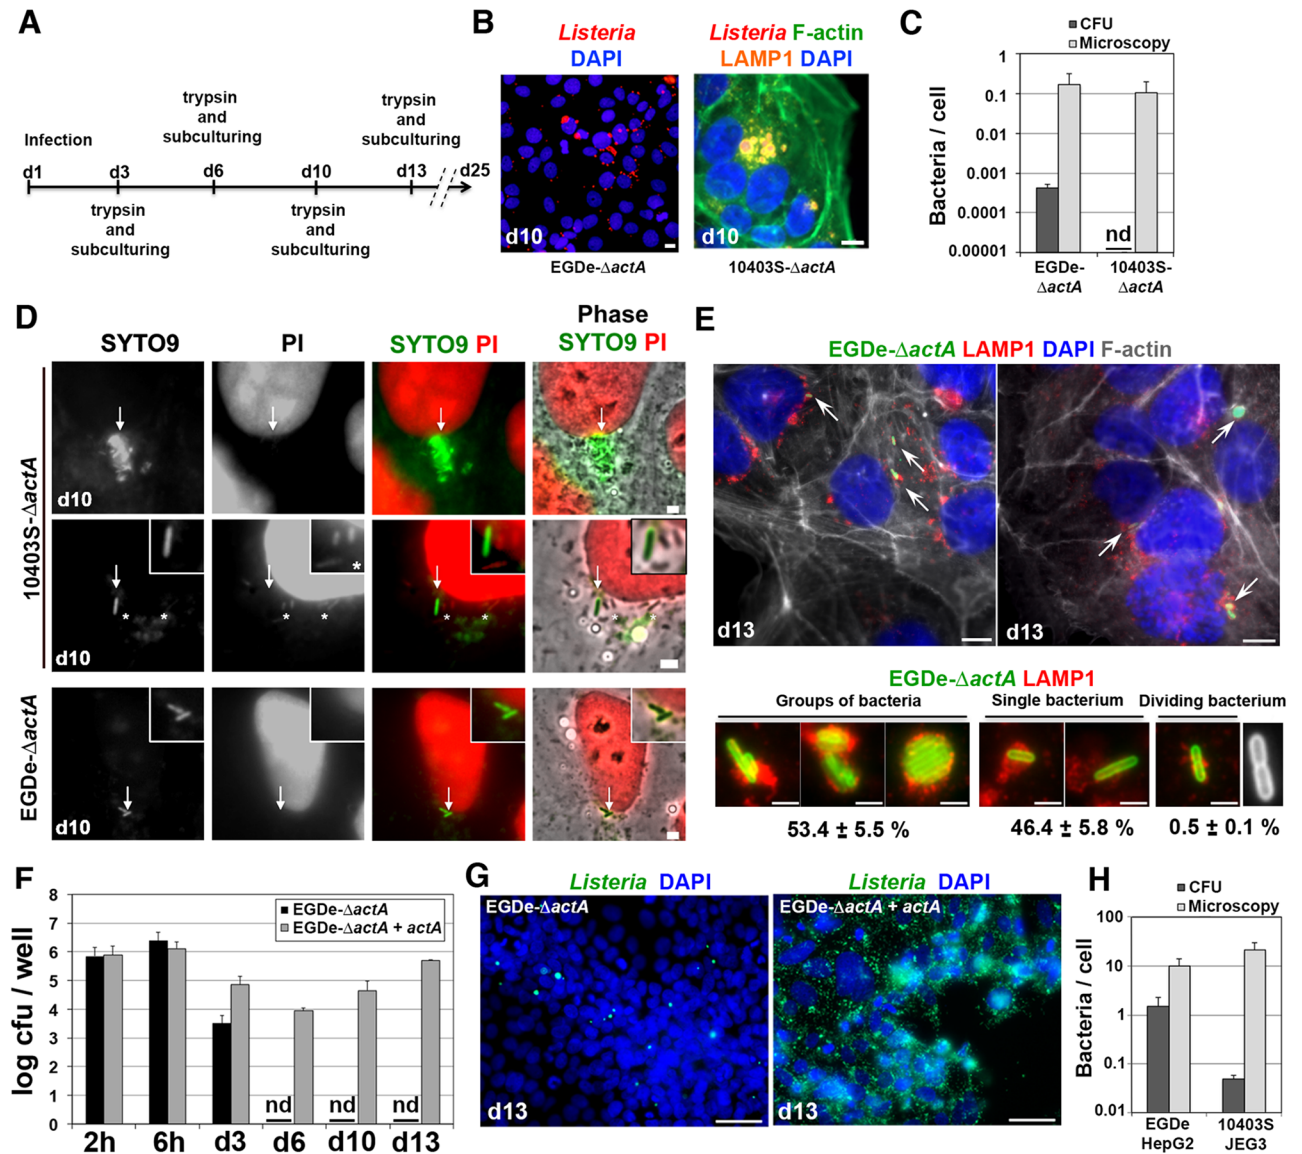 A
trypsin
and
subculturing
trypsin
and
subculturing
Infection
d1
d3
d6
d10
d13
d25
trypsin
and
subculturing
trypsin
and
subculturing
B
Listeria
DAPI
Listeria F-actin
LAMP1 DAPI
d10
d10
EGDe-ΔactA
10403S-ΔactA
C
CFU
Microscopy
Bacteria / cell
1
0.1
0.01
0.001
0.0001
0.00001
nd
EGDe-
ΔactA
10403S-
ΔactA
D
SYTO9
PI
SYTO9 PI
Phase
SYTO9 PI
10403S-ΔactA
d10
d10
* *
*
* *
* *
* *
EGDe-ΔactA
d10
E
EGDe-ΔactA LAMP1 DAPI F-actin
d13
d13
EGDe-ΔactA LAMP1
Groups of bacteria
Single bacterium
Dividing bacterium
53.4 ± 5.5 %
46.4 ± 5.8 %
0.5 ± 0.1 %
F
EGDe-ΔactA
EGDe-ΔactA + actA
log cfu / well
8
7
6
5
4
3
2
1
0
nd
nd
nd
2h
6h
d3
d6
d10
d13
G
Listeria DAPI
Listeria DAPI
EGDe-ΔactA
EGDe-ΔactA + actA
d13
d13
H
CFU
Microscopy
Bacteria / cell
100
10
1
0.1
0.01
EGDe
HepG2
10403S
JEG3